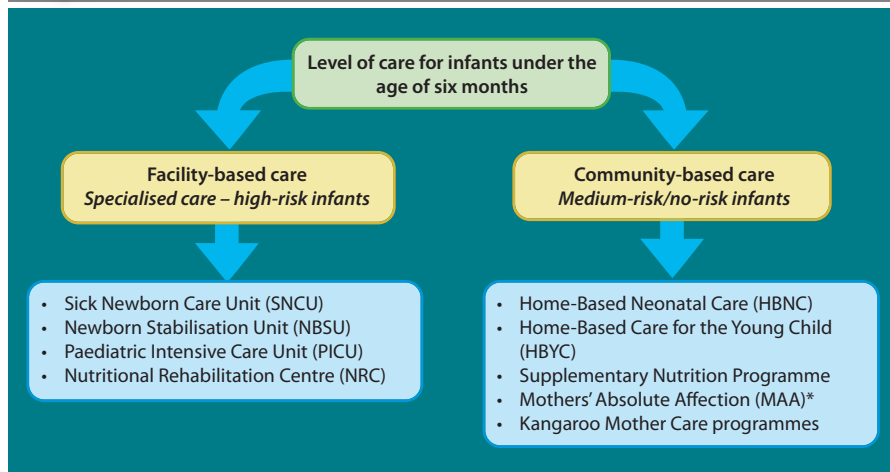 Level of care for infants under the
age of six months
Facility-based care
Specialised care – high-risk infants
Community-based care
Medium-risk/no-risk infants
• Sick Newborn Care Unit (SNCU)
• Newborn Stabilisation Unit (NBSU)
• Paediatric Intensive Care Unit (PICU)
• Nutritional Rehabilitation Centre (NRC)
• Home-Based Neonatal Care (HBNC)
• Home-Based Care for the Young Child
(HBYC)
• Supplementary Nutrition Programme
• Mothers’ Absolute Affection (MAA)*
• Kangaroo Mother Care programmes